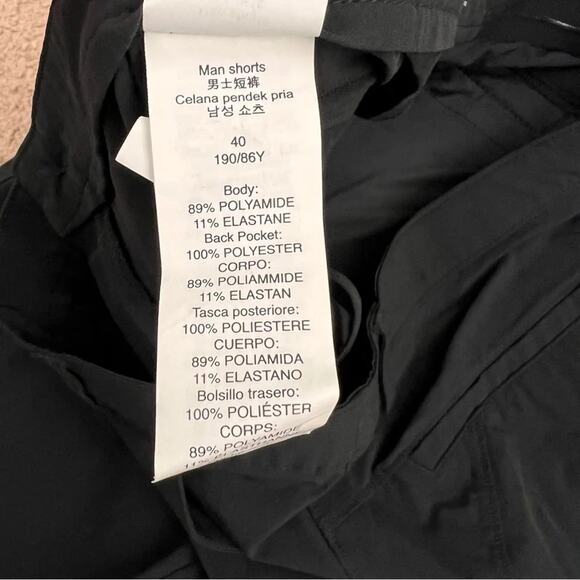 Man shorts
男士短裤
Celana pendek pria
남성 쇼츠
40
190/86Y
Body:
89% POLYAMIDE
11% ELASTANE
Back Pocket:
100% POLYESTER
CORPO:
89% POLIAMMIDE
11% ELASTAN
Tasca posteriore:
100% POLIESTERE
CUERPO:
89% POLIAMIDA
11% ELASTANO
Bolsillo trasero:
100% POLIÉSTER
CORPS:
89% POLYAMIDE
11%